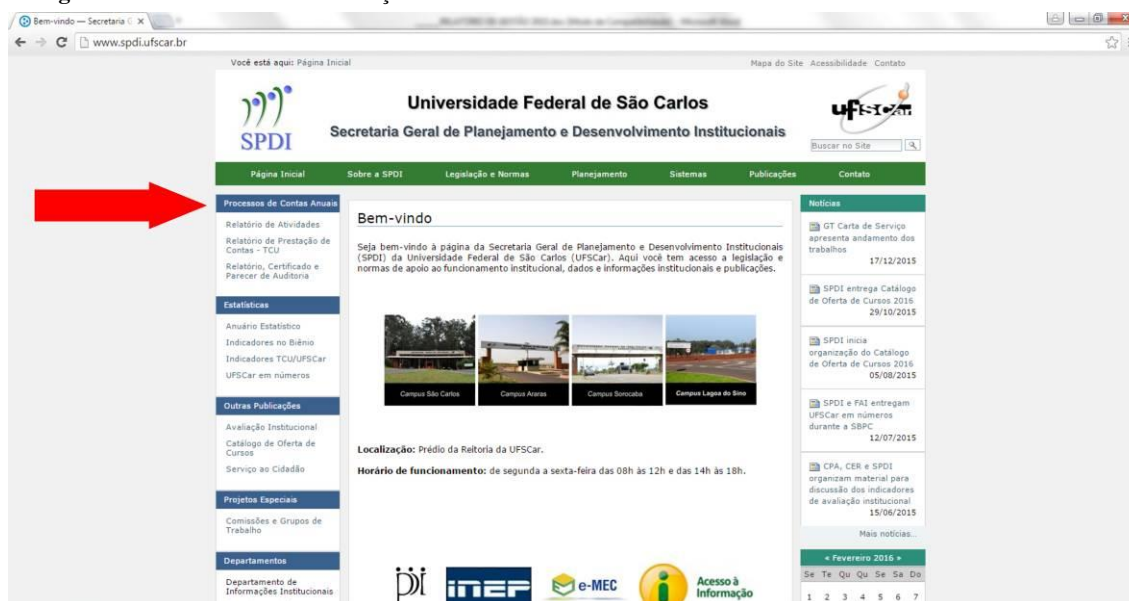 Bem-vindo — Secretaria
www.spdi.ufscar.br
Você está aqui: Página Inicial
Mapa do Site Acessibilidade Contato
SPDI
Universidade Federal de São Carlos
Secretaria Geral de Planejamento e Desenvolvimento Institucionais
ufscar
Buscar no Site
Página Inicial Sobre a SPDI Legislação e Normas Planejamento Sistemas Publicações Contato
Processos de Contas Anuais
Relatório de Atividades
Relatório de Prestação de
Contas - TCU
Relatório, Certificado e
Parecer de Auditoria
Estatísticas
Anuário Estatístico
Indicadores no Biênio
Indicadores TCU/UFSCar
UFSCar em números
Outras Publicações
Avaliação Institucional
Catálogo de Oferta de
Cursos
Serviço ao Cidadão
Projetos Especiais
Comissões e Grupos de
Trabalho
Departamentos
Departamento de
Informações Institucionais
Bem-vindo
Seja bem-vindo à página da Secretaria Geral de Planejamento e Desenvolvimento Institucionais
(SPDI) da Universidade Federal de São Carlos (UFSCar). Aqui você tem acesso a legislação e
normas de apoio ao funcionamento institucional, dados e informações institucionais e publicações.
Campus São Carlos
Campus Araras
Campus Sorocaba
Campus Lagoa do Sino
Localização: Prédio da Reitoria da UFSCar.
Horário de funcionamento: de segunda a sexta-feira das 08h às 12h e das 14h às 18h.
PDI
INEP
e-MEC
Acesso à
Informação
Notícias
GT Carta de Serviço
apresenta andamento dos
trabalhos
17/12/2015
SPDI entrega Catálogo
de Oferta de Cursos 2016
29/10/2015
SPDI inicia
organização do Catálogo
de Oferta de Cursos 2016
05/08/2015
SPDI e FAI entregam
UFSCar em números
durante a SBPC
12/07/2015
CPA, CER e SPDI
organizam material para
discussão dos indicadores
de avaliação institucional
15/06/2015
Mais notícias...
« Fevereiro 2016 »
Se Te Qu Qu Se Sa Do
1 2 3 4 5 6 7